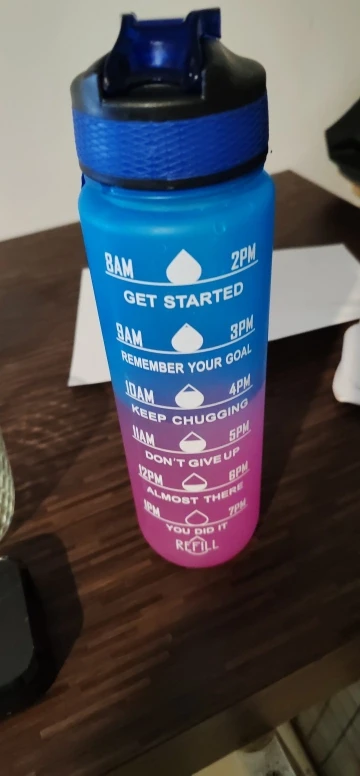 8AM 2PM
GET STARTED
9AM 3PM
REMEMBER YOUR GOAL
10AM 4PM
KEEP CHUGGING
11AM 5PM
DON'T GIVE UP
12PM 6PM
ALMOST THERE
1PM 7PM
YOU DID IT
REFILL